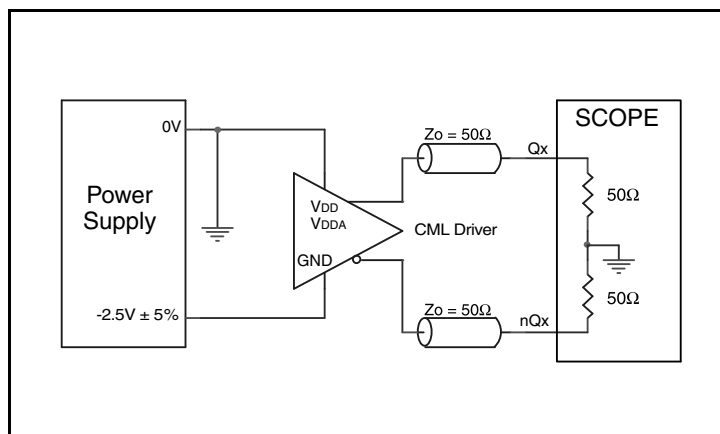 0V
Power
Supply
-2.5V ± 5%
VDD
VDDA
GND
CML Driver
Zo = 50Ω
Qx
Zo = 50Ω
nQx
SCOPE
50Ω
50Ω